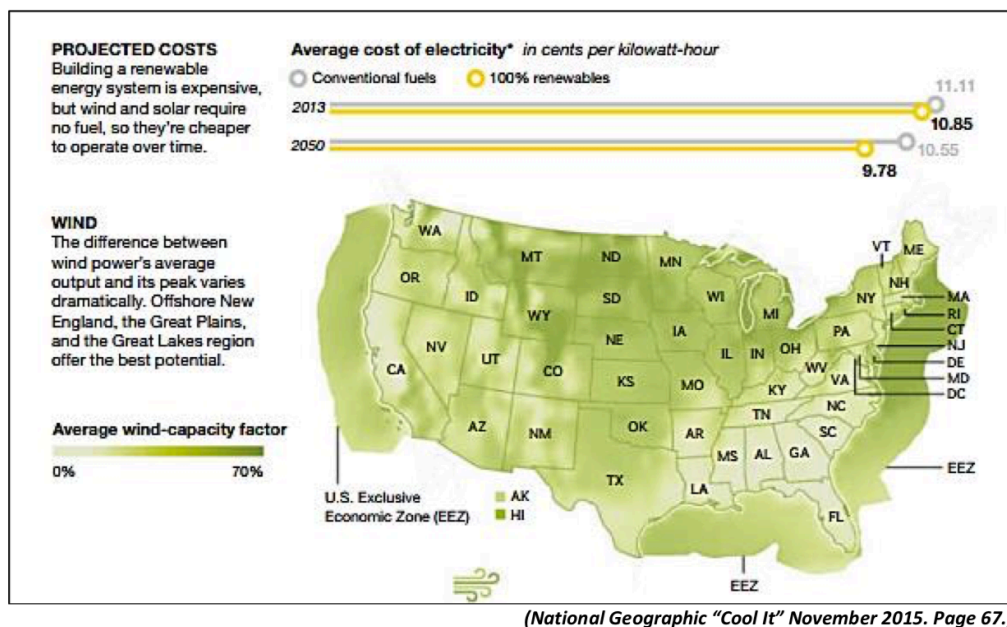 PROJECTED COSTS
Building a renewable
energy system is expensive,
but wind and solar require
no fuel, so they're cheaper
to operate over time.
Average cost of electricity* in cents per kilowatt-hour
Conventional fuels 100% renewables
2013
11.11
10.85
2050
10.55
9.78
WIND
The difference between
wind power's average
output and its peak varies
dramatically. Offshore New
England, the Great Plains,
and the Great Lakes region
offer the best potential.
Average wind-capacity factor
0% 70%
U.S. Exclusive
Economic Zone (EEZ)
AK
HI
WA
OR
CA
NV
ID
MT
WY
UT
AZ
CO
NM
ND
SD
NE
KS
OK
TX
MN
IA
MO
AR
LA
WI
IL
MI
IN
OH
KY
TN
MS
AL
GA
FL
SC
NC
VA
WV
PA
NY
VT
ME
NH
MA
RI
CT
NJ
DE
MD
DC
EEZ
EEZ
(National Geographic "Cool It" November 2015. Page 67.